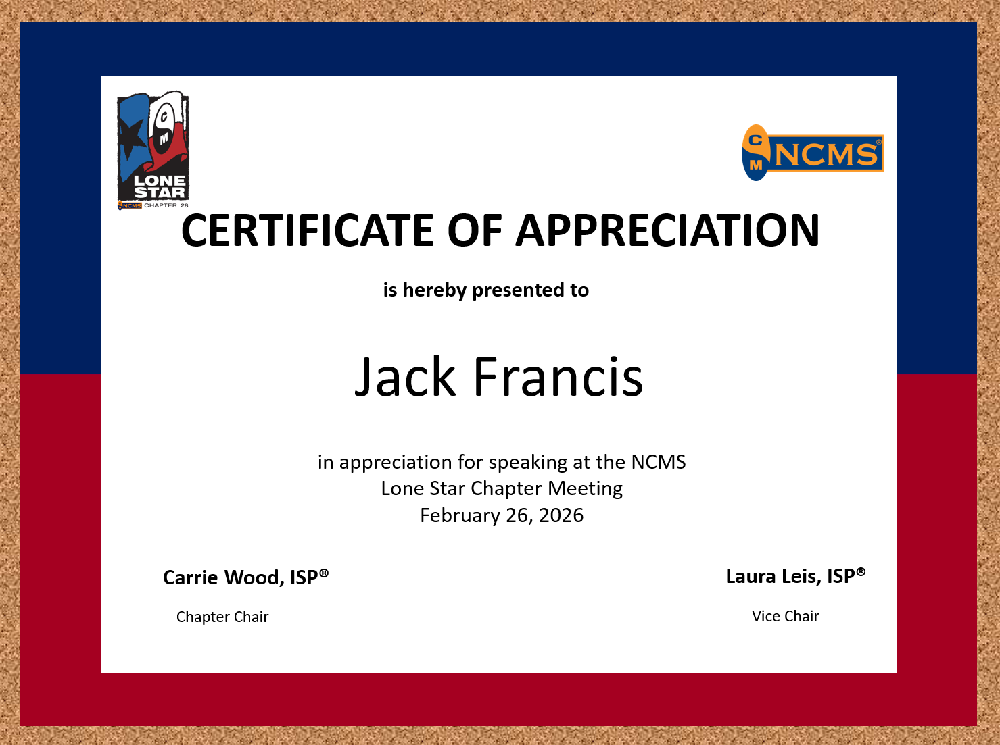 C
M
LONE
STAR
NCMS CHAPTER 28
C
M
NCMS®
CERTIFICATE OF APPRECIATION
is hereby presented to
Jack Francis
in appreciation for speaking at the NCMS
Lone Star Chapter Meeting
February 26, 2026
Carrie Wood, ISP®
Chapter Chair
Laura Leis, ISP®
Vice Chair